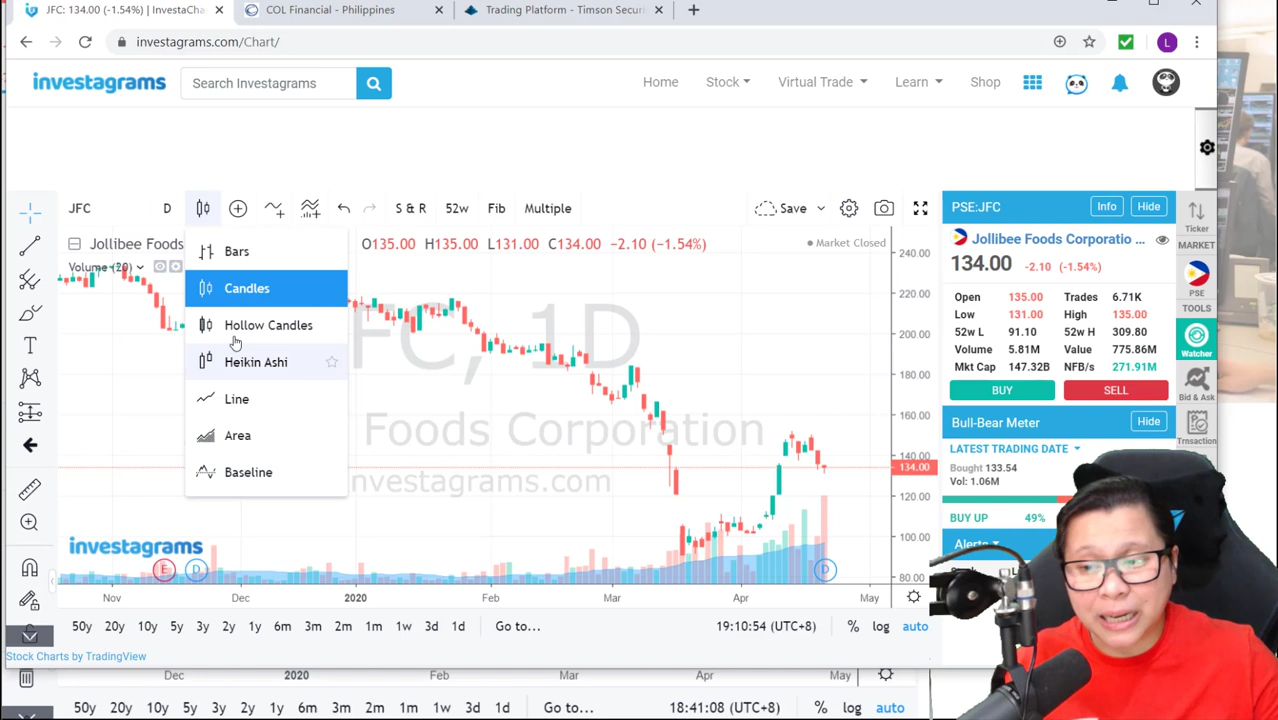 JFC: 134.00 (-1.54%) | InvestaCha
COL Financial - Philippines
Trading Platform - Timson Securi
investagrams.com/Chart/
L
investagrams
Search Investagrams
Home
Stock
Virtual Trade
Learn
Shop
JFC
D
S & R
52w
Fib
Multiple
Save
Jollibee Foods
O135.00 H135.00 L131.00 C134.00 -2.10 (-1.54%)
Market Closed
Volume (20)
Bars
Candles
Hollow Candles
Heikin Ashi
Line
Area
Baseline
FC, 1D
Foods Corporation
nvestagrams.com
investagrams
E
D
D
240.00
220.00
200.00
180.00
160.00
140.00
134.00
120.00
100.00
80.00
Nov
Dec
2020
Feb
Mar
Apr
May
50y 20y 10y 5y 3y 2y 1y 6m 3m 2m 1m 1w 3d 1d Go to...
19:10:54 (UTC+8)
% log auto
Stock Charts by TradingView
PSE:JFC
Info
Hide
Jollibee Foods Corporatio ...
134.00 -2.10 (-1.54%)
Open 135.00 Trades 6.71K
Low 131.00 High 135.00
52w L 91.10 52w H 309.80
Volume 5.81M Value 775.86M
Mkt Cap 147.32B NFB/s 271.91M
BUY
SELL
Bull-Bear Meter
Hide
LATEST TRADING DATE
Bought 133.54
Vol: 1.06M
BUY UP 49%
Ticker
MARKET
PSE
TOOLS
Watcher
Bid & Ask
Trnsaction
Dec
2020
Feb
Mar
Apr
May
50y 20y 10y 5y 3y 2y 1y 6m 3m 2m 1m 1w 3d 1d Go to...
18:41:08 (UTC+8)
% log auto